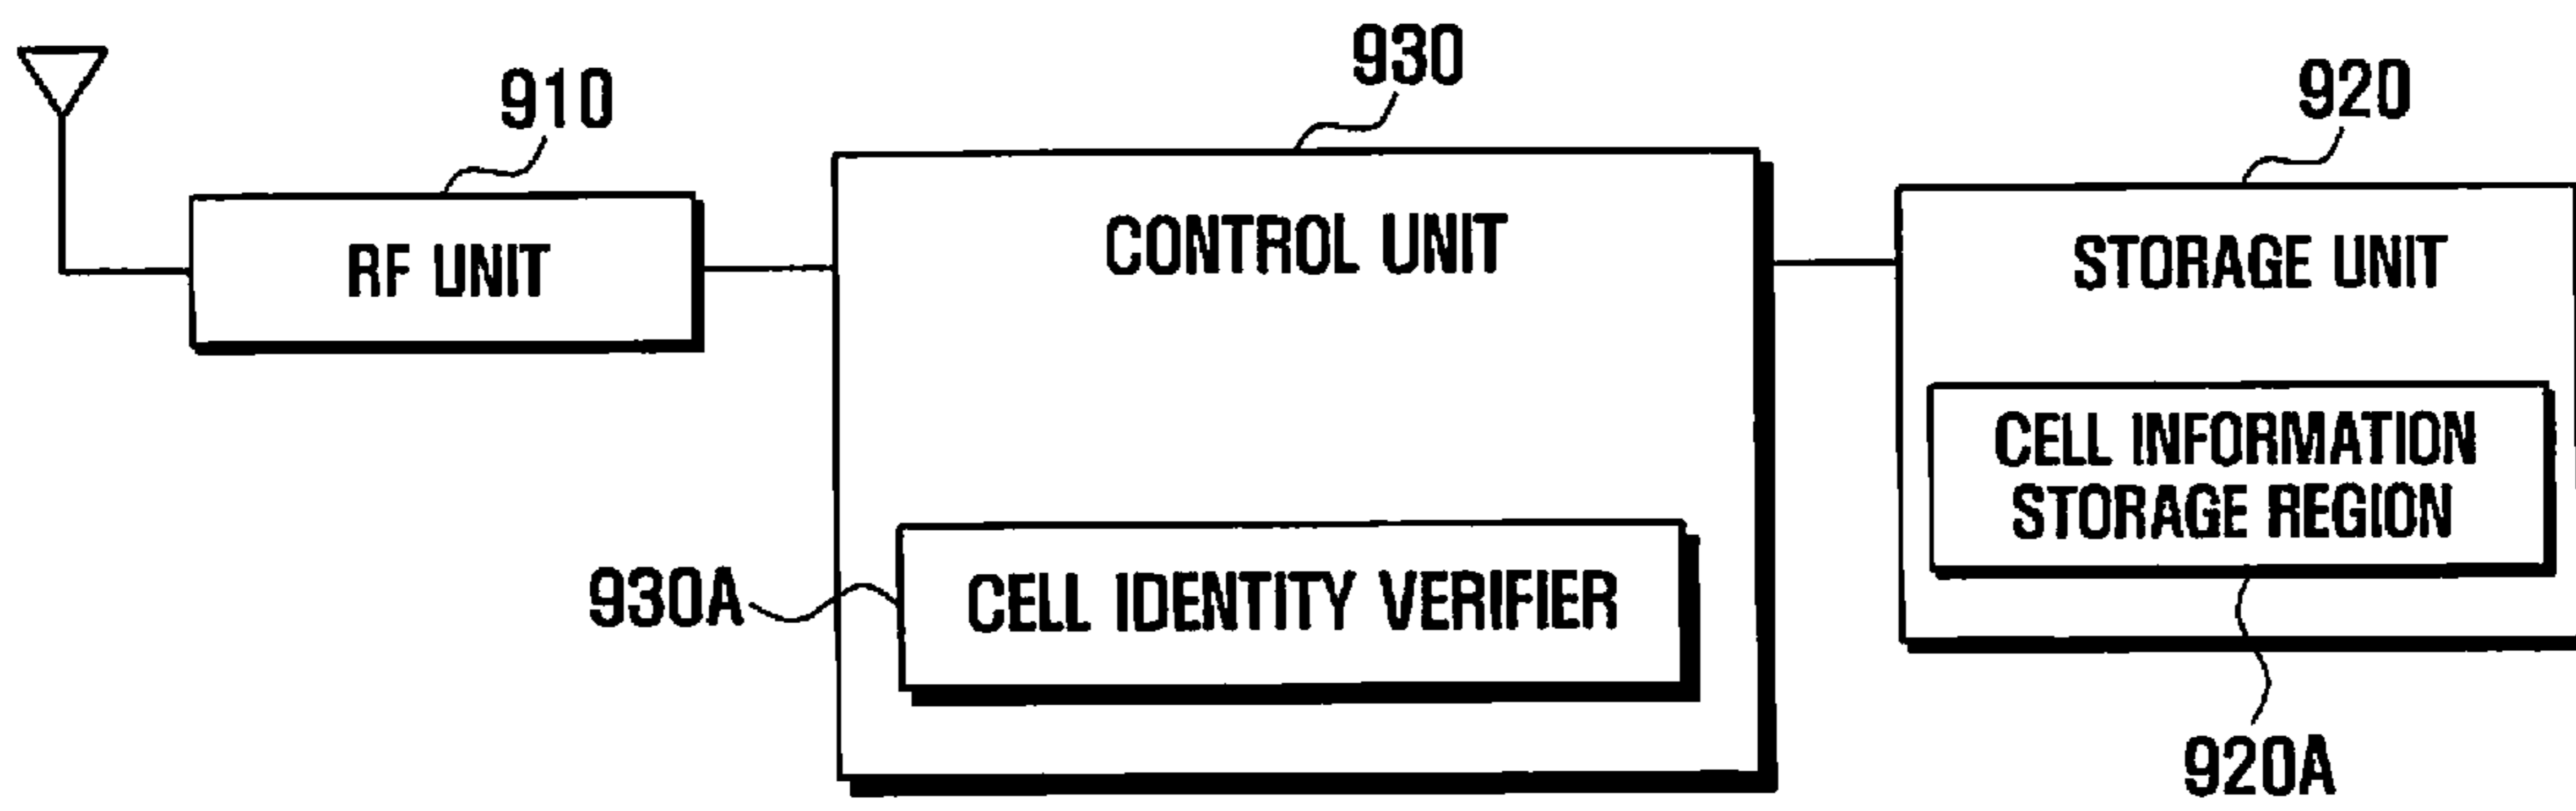 910
RF UNIT
930
CONTROL UNIT
930A
CELL IDENTITY VERIFIER
920
STORAGE UNIT
CELL INFORMATION
STORAGE REGION
920A